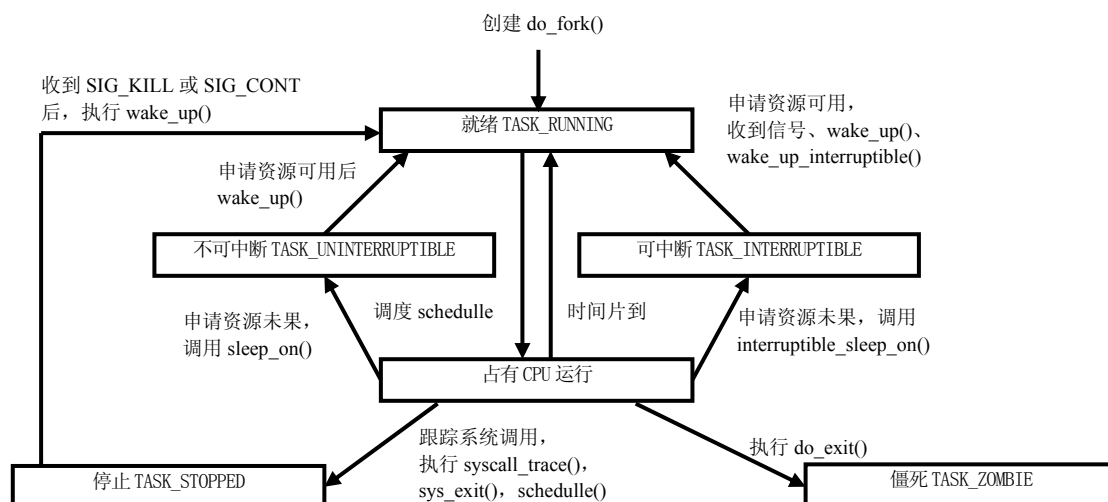 创建 do_fork()
收到 SIG_KILL 或 SIG_CONT
后，执行 wake_up()
就绪 TASK_RUNNING
申请资源可用，
收到信号、wake_up()、
wake_up_interruptible()
申请资源可用后
wake_up()
不可中断 TASK_UNINTERRUPTIBLE
可中断 TASK_INTERRUPTIBLE
申请资源未果，
调用 sleep_on()
调度 schedulle
时间片到
申请资源未果，调用
interruptible_sleep_on()
占有 CPU 运行
跟踪系统调用，
执行 syscall_trace()，
sys_exit()，schedulle()
执行 do_exit()
停止 TASK_STOPPED
僵死 TASK_ZOMBIE